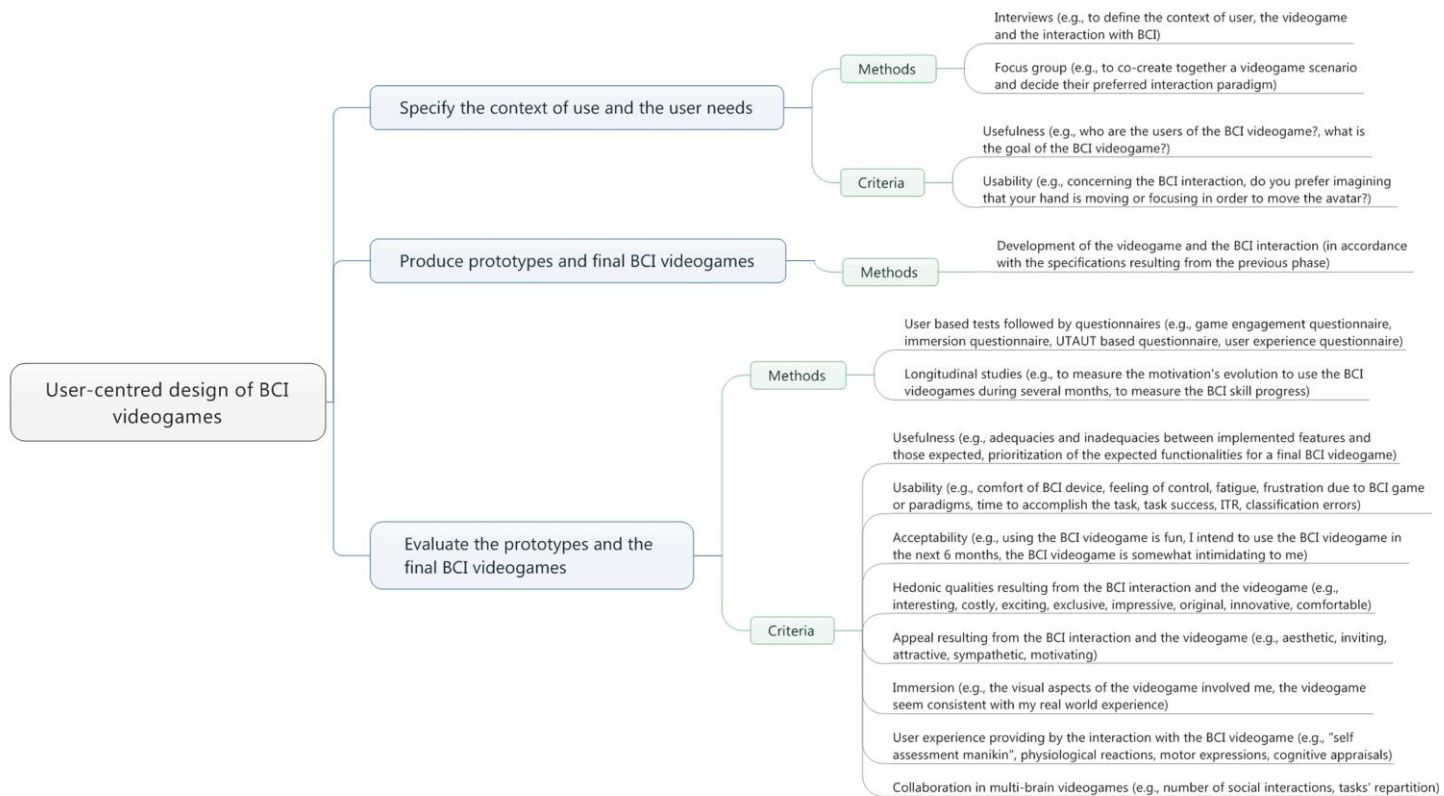 User-centred design of BCI
videogames
Specify the context of use and the user needs
Methods
Interviews (e.g., to define the context of user, the videogame
and the interaction with BCI)
Focus group (e.g., to co-create together a videogame scenario
and decide their preferred interaction paradigm)
Criteria
Usefulness (e.g., who are the users of the BCI videogame?, what is
the goal of the BCI videogame?)
Usability (e.g., concerning the BCI interaction, do you prefer imagining
that your hand is moving or focusing in order to move the avatar?)
Produce prototypes and final BCI videogames
Methods
Development of the videogame and the BCI interaction (in accordance
with the specifications resulting from the previous phase)
Evaluate the prototypes and the
final BCI videogames
Methods
User based tests followed by questionnaires (e.g., game engagement questionnaire,
immersion questionnaire, UTAUT based questionnaire, user experience questionnaire)
Longitudinal studies (e.g., to measure the motivation's evolution to use the BCI
videogames during several months, to measure the BCI skill progress)
Criteria
Usefulness (e.g., adequacies and inadequacies between implemented features and
those expected, prioritization of the expected functionalities for a final BCI videogame)
Usability (e.g., comfort of BCI device, feeling of control, fatigue, frustration due to BCI game
or paradigms, time to accomplish the task, task success, ITR, classification errors)
Acceptability (e.g., using the BCI videogame is fun, I intend to use the BCI videogame in
the next 6 months, the BCI videogame is somewhat intimidating to me)
Hedonic qualities resulting from the BCI interaction and the videogame (e.g.,
interesting, costly, exciting, exclusive, impressive, original, innovative, comfortable)
Appeal resulting from the BCI interaction and the videogame (e.g., aesthetic, inviting,
attractive, sympathetic, motivating)
Immersion (e.g., the visual aspects of the videogame involved me, the videogame
seem consistent with my real world experience)
User experience providing by the interaction with the BCI videogame (e.g., "self
assessment manikin", physiological reactions, motor expressions, cognitive appraisals)
Collaboration in multi-brain videogames (e.g., number of social interactions, tasks' repartition)